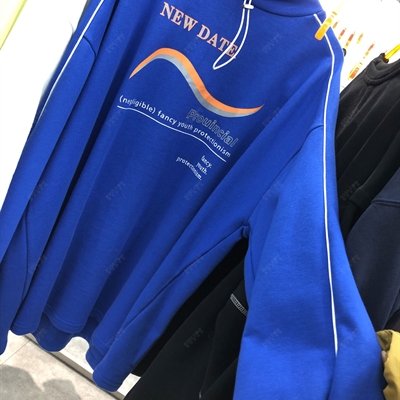 NEW DATE
Provincial
(negligible) fancy youth protectionism
fancy.
youth.
protectionism.